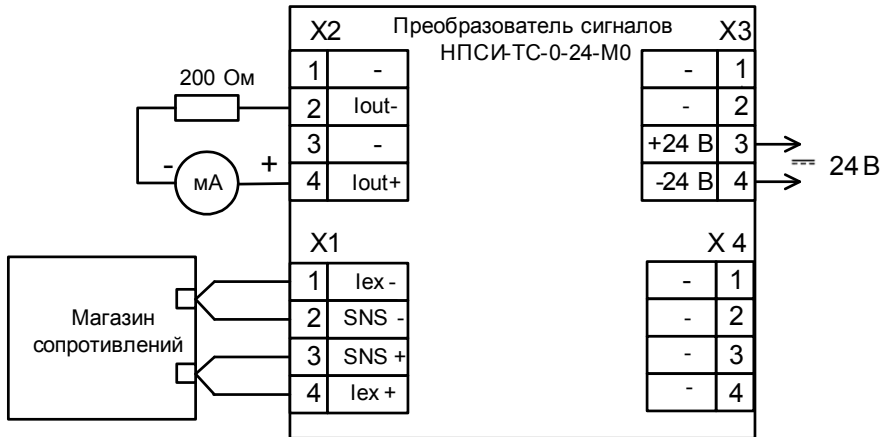 X2 Преобразователь сигналов X3
НПСИ-ТС-0-24-М0
200 Ом
1 - - 1
2 Iout- - 2
3 - +24 В 3
4 Iout+ -24 В 4
- мА +
24 В
X1 X 4
1 Iex - - 1
2 SNS - - 2
3 SNS + - 3
4 Iex + - 4
Магазин
сопротивлений